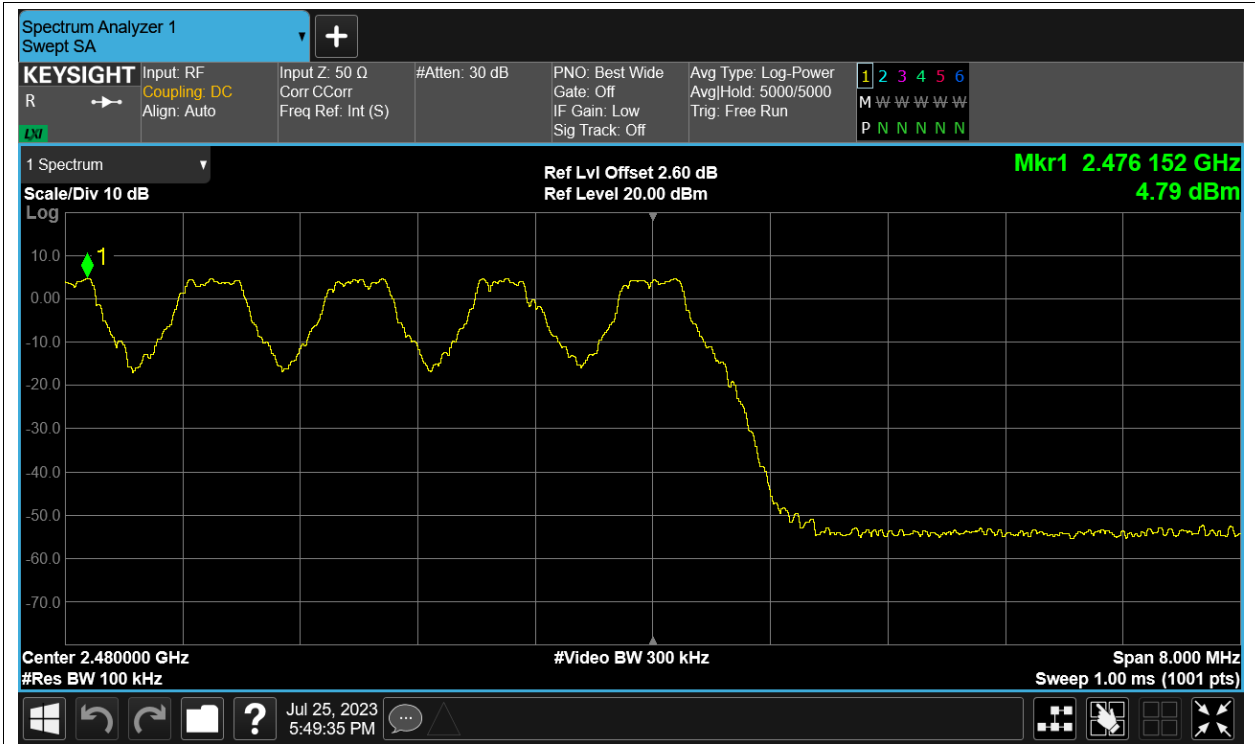 Spectrum Analyzer 1
Swept SA
KEYSIGHT
R
LXI
Input: RF
Coupling: DC
Align: Auto
Input Z: 50 Ω
Corr CCorr
Freq Ref: Int (S)
#Atten: 30 dB
PNO: Best Wide
Gate: Off
IF Gain: Low
Sig Track: Off
Avg Type: Log-Power
Avg|Hold: 5000/5000
Trig: Free Run
1 2 3 4 5 6
M W W W W W
P N N N N N
1 Spectrum
Scale/Div 10 dB
Log
Ref Lvl Offset 2.60 dB
Ref Level 20.00 dBm
Mkr1 2.476 152 GHz
4.79 dBm
1
10.0
0.00
-10.0
-20.0
-30.0
-40.0
-50.0
-60.0
-70.0
Center 2.480000 GHz
#Res BW 100 kHz
#Video BW 300 kHz
Span 8.000 MHz
Sweep 1.00 ms (1001 pts)
?
Jul 25, 2023
5:49:35 PM